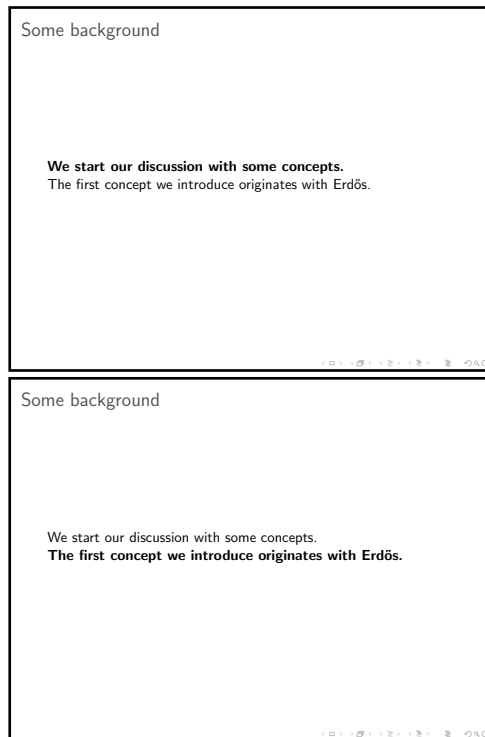 Some background
We start our discussion with some concepts.
The first concept we introduce originates with Erdős.
Some background
We start our discussion with some concepts.
The first concept we introduce originates with Erdős.